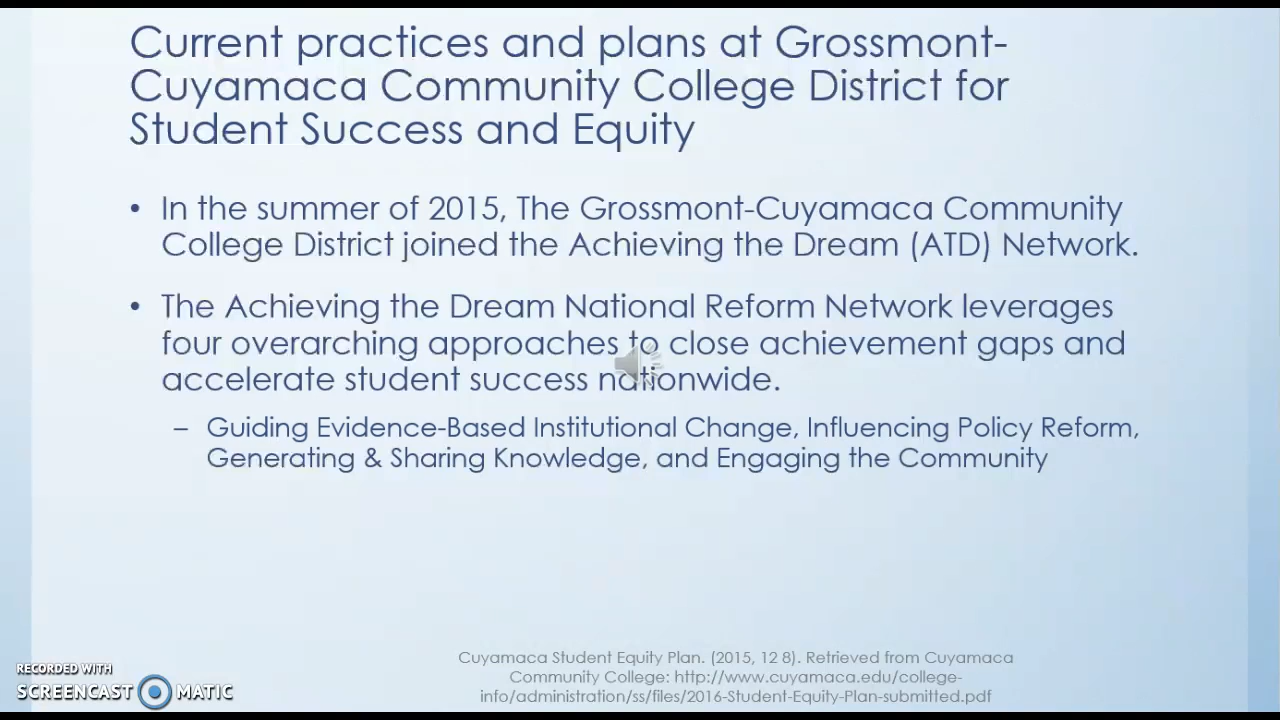 Current practices and plans at Grossmont-
Cuyamaca Community College District for
Student Success and Equity
• In the summer of 2015, The Grossmont-Cuyamaca Community
College District joined the Achieving the Dream (ATD) Network.
• The Achieving the Dream National Reform Network leverages
four overarching approaches to close achievement gaps and
accelerate student success nationwide.
– Guiding Evidence-Based Institutional Change, Influencing Policy Reform,
Generating & Sharing Knowledge, and Engaging the Community
Cuyamaca Student Equity Plan. (2015, 12 8). Retrieved from Cuyamaca
Community College: http://www.cuyamaca.edu/college-
info/administration/ss/files/2016-Student-Equity-Plan-submitted.pdf
RECORDED WITH
SCREENCAST MATIC